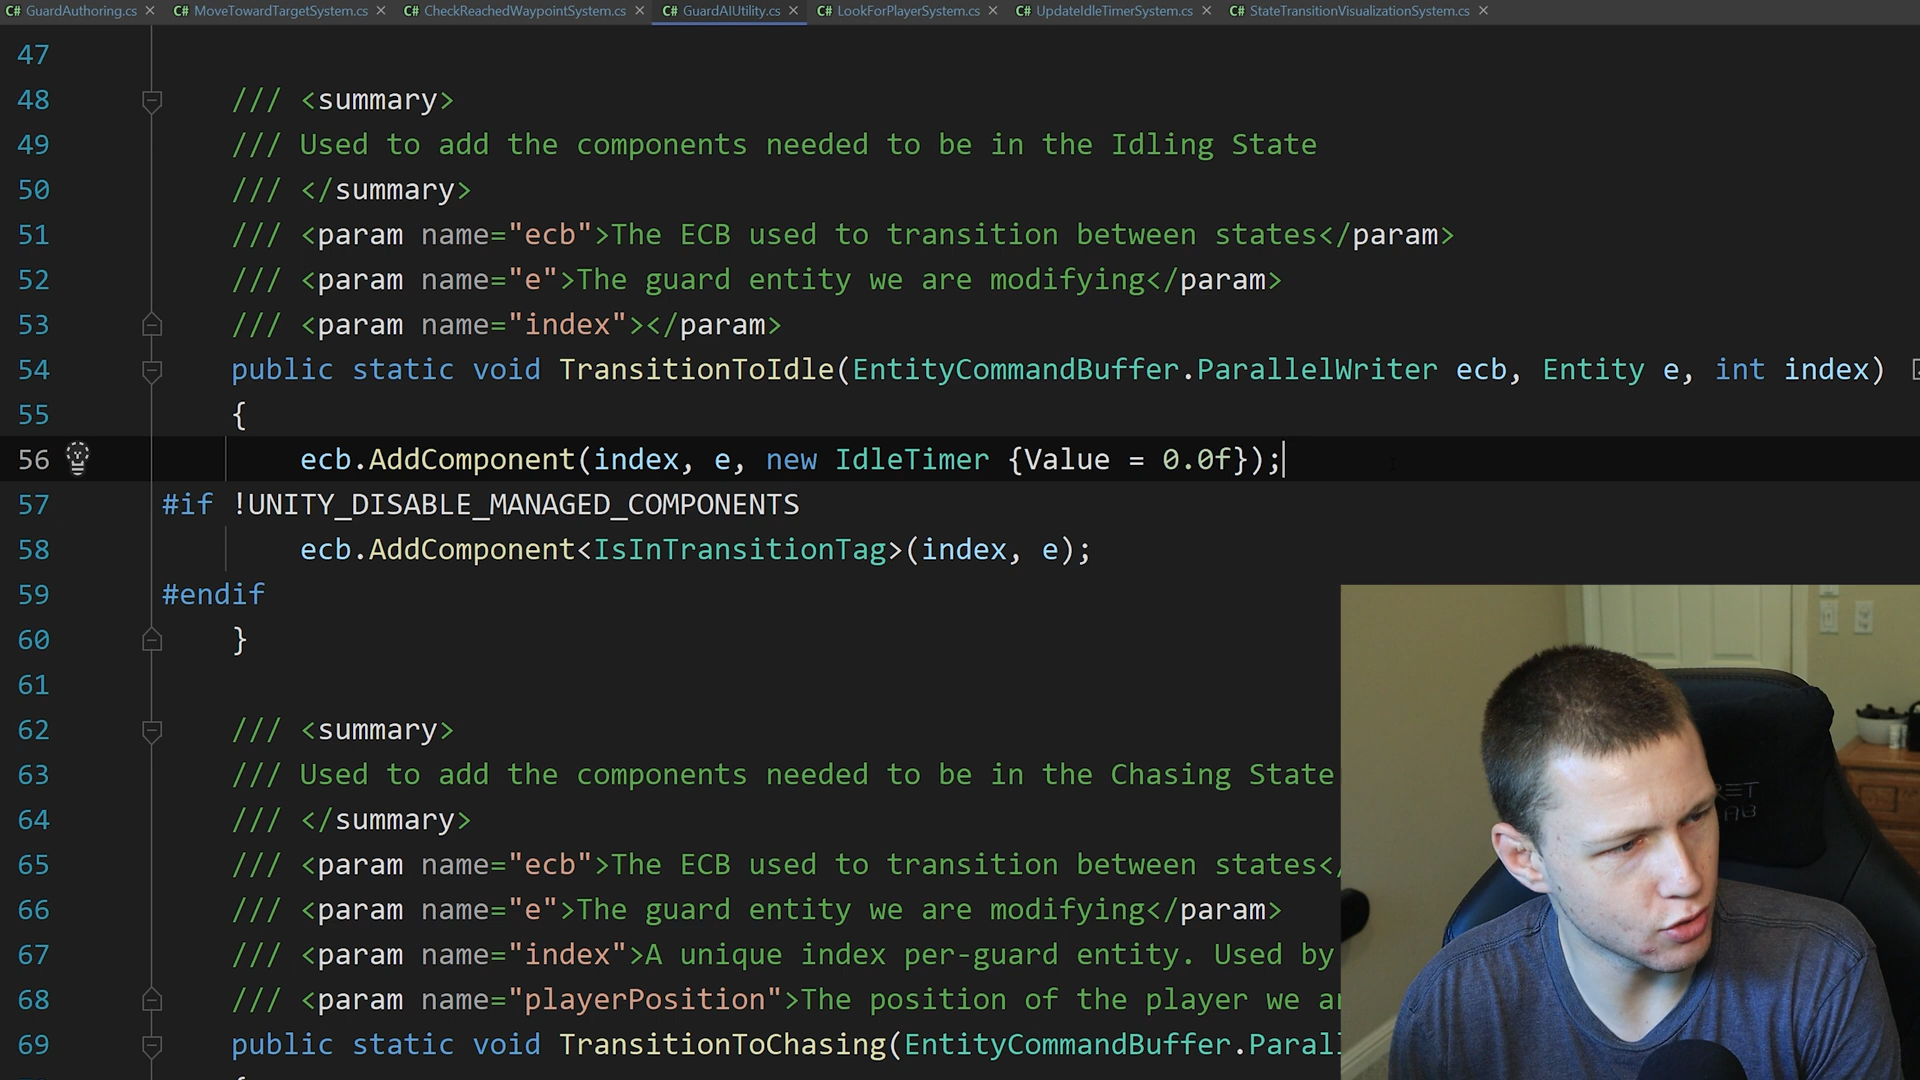 C# GuardAuthoring.cs × C# MoveTowardTargetSystem.cs × C# CheckReachedWaypointSystem.cs × C# GuardAIUtility.cs × C# LookForPlayerSystem.cs × C# UpdateIdleTimerSystem.cs × C# StateTransitionVisualizationSystem.cs ×
47
48 /// <summary>
49 /// Used to add the components needed to be in the Idling State
50 /// </summary>
51 /// <param name="ecb">The ECB used to transition between states</param>
52 /// <param name="e">The guard entity we are modifying</param>
53 /// <param name="index"></param>
54 public static void TransitionToIdle(EntityCommandBuffer.ParallelWriter ecb, Entity e, int index)
55 {
56 ecb.AddComponent(index, e, new IdleTimer {Value = 0.0f});
57 #if !UNITY_DISABLE_MANAGED_COMPONENTS
58 ecb.AddComponent<IsInTransitionTag>(index, e);
59 #endif
60 }
61
62 /// <summary>
63 /// Used to add the components needed to be in the Chasing State
64 /// </summary>
65 /// <param name="ecb">The ECB used to transition between states</
66 /// <param name="e">The guard entity we are modifying</param>
67 /// <param name="index">A unique index per-guard entity. Used by
68 /// <param name="playerPosition">The position of the player we
69 public static void TransitionToChasing(EntityCommandBuffer.Paral
{